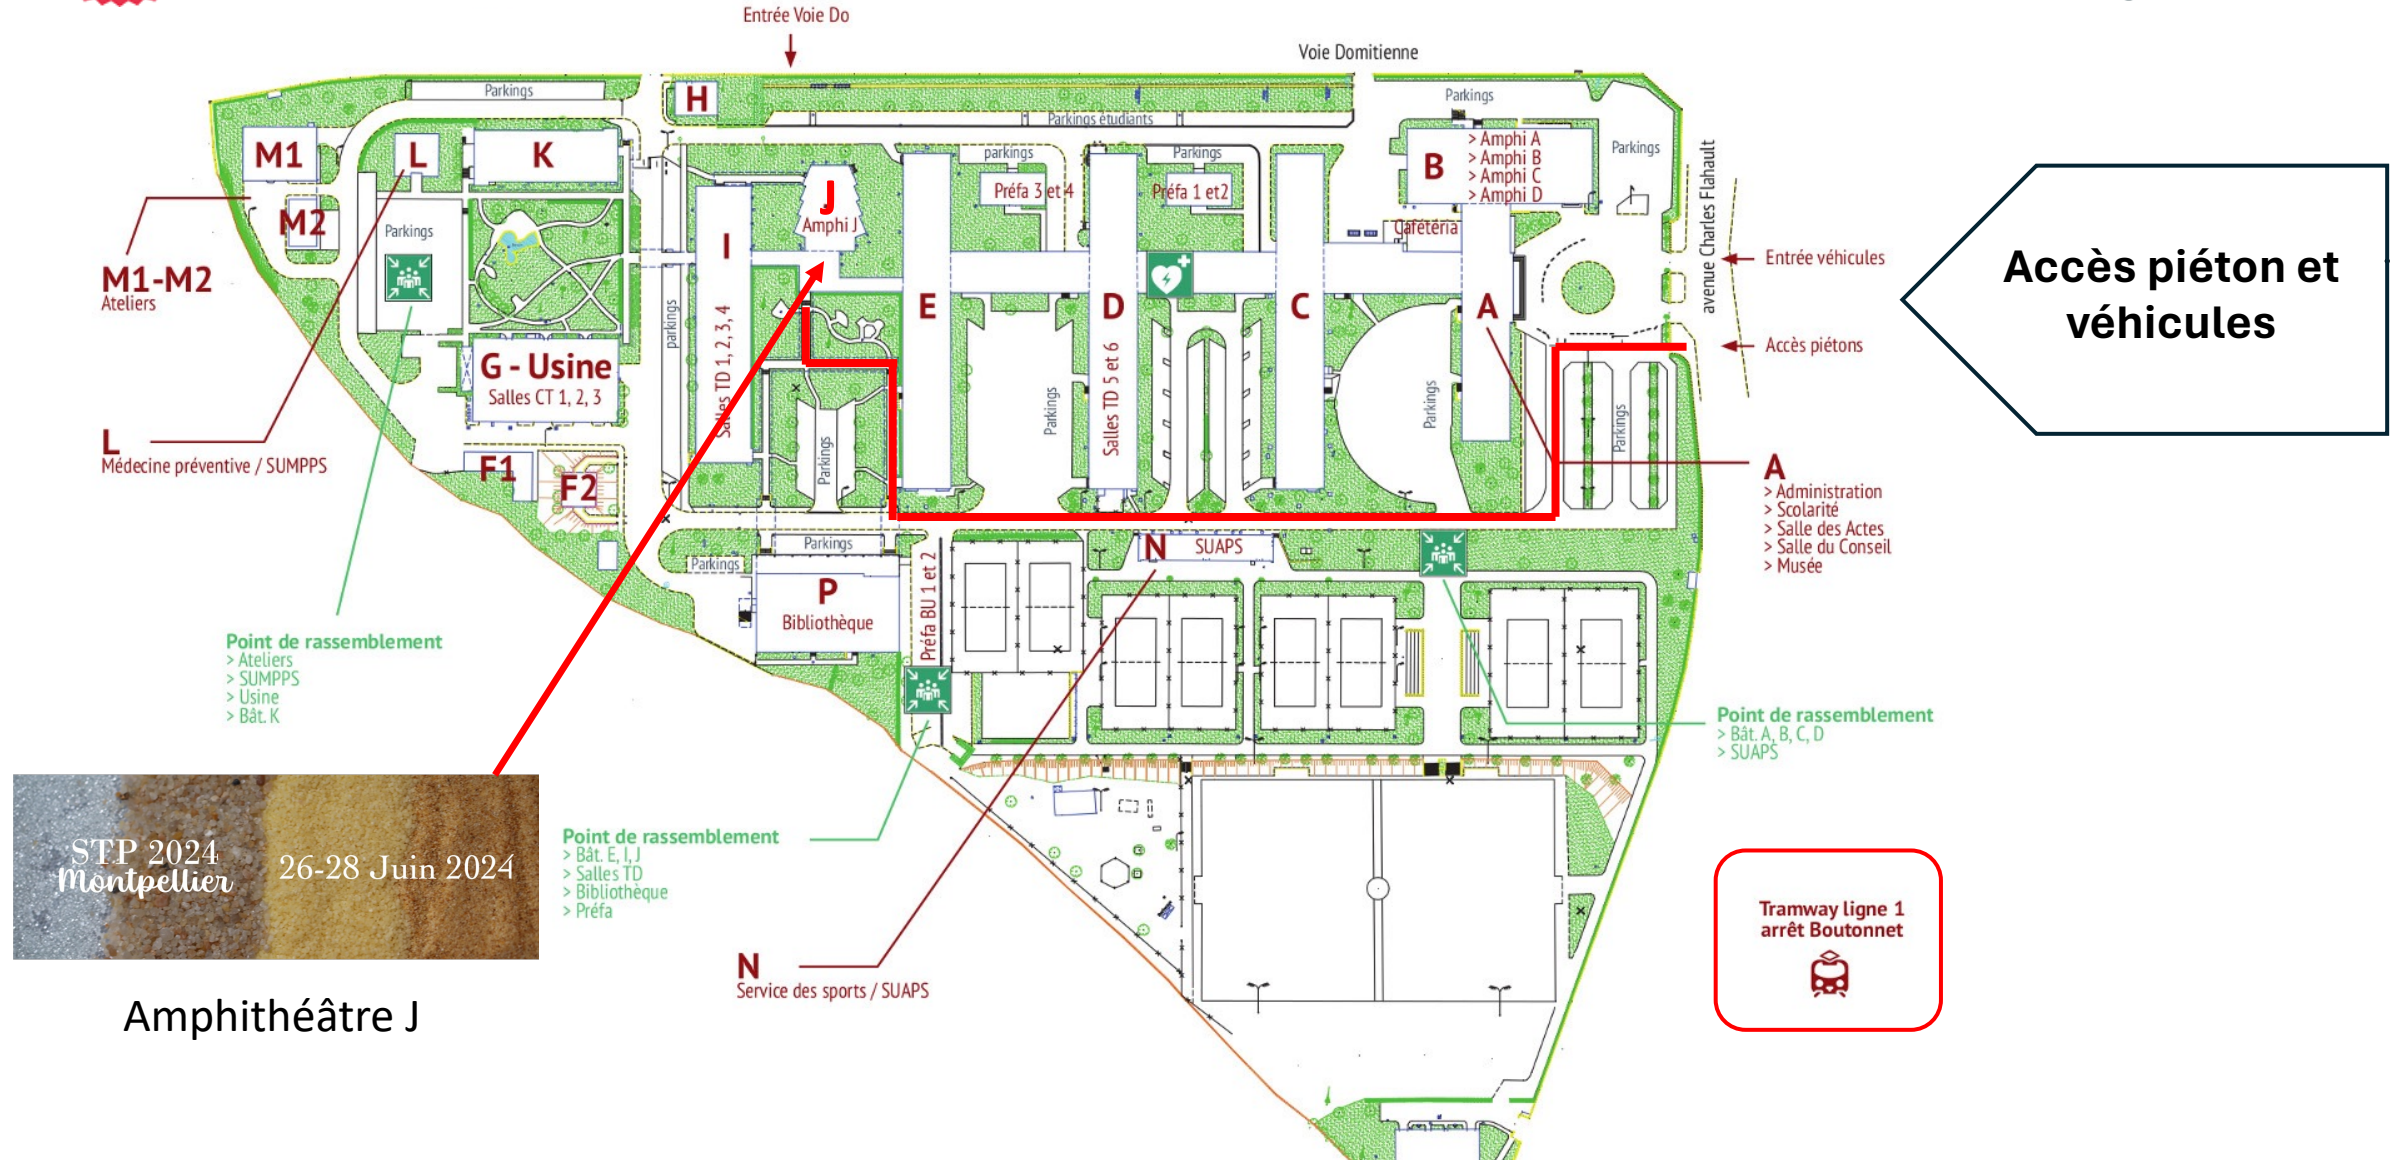 Entrée Voie Do
Voie Domitienne
Parkings
H
Parkings étudiants
Parkings
M1
L
K
M2
Parkings
M1-M2
Ateliers
I
J
Amphi J
parkings
Préfa 3 et 4
Parkings
Préfa 1 et2
B
> Amphi A
> Amphi B
> Amphi C
> Amphi D
Cafétéria
Parkings
avenue Charles Flahault
Entrée véhicules
Accès piétons
Accès piéton et
véhicules
parkings
Salles TD 1, 2, 3, 4
E
D
Salles TD 5 et 6
C
A
Parkings
Parkings
Parkings
Parkings
G - Usine
Salles CT 1, 2, 3
L
Médecine préventive / SUMPPS
F1
F2
A
> Administration
> Scolarité
> Salle des Actes
> Salle du Conseil
> Musée
Parkings
Parkings
P
Bibliothèque
Préfa BU 1 et 2
N
SUAPS
Point de rassemblement
> Ateliers
> SUMPPS
> Usine
> Bât. K
Point de rassemblement
> Bât. A, B, C, D
> SUAPS
Point de rassemblement
> Bât. E, I, J
> Salles TD
> Bibliothèque
> Préfa
STP 2024
Montpellier
26-28 Juin 2024
Amphithéâtre J
N
Service des sports / SUAPS
Tramway ligne 1
arrêt Boutonnet